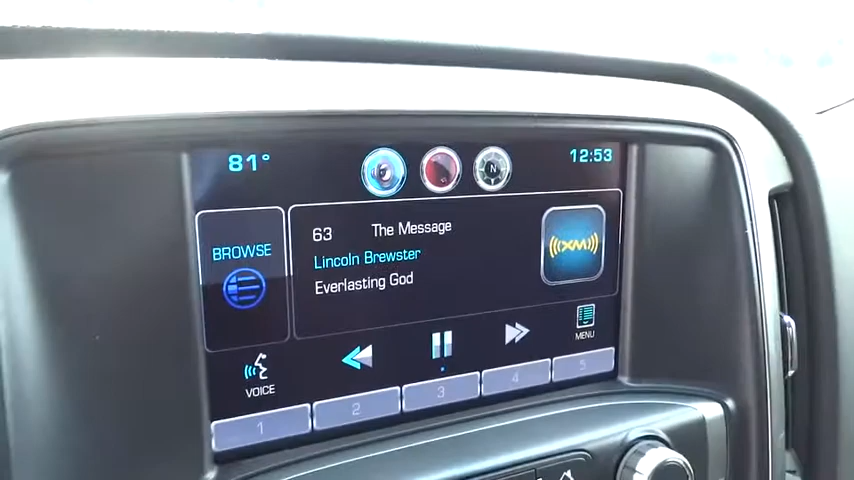 81° 12:53
N
BROWSE
63 The Message
Lincoln Brewster
Everlasting God
XM
VOICE
MENU
1 2 3 4 5